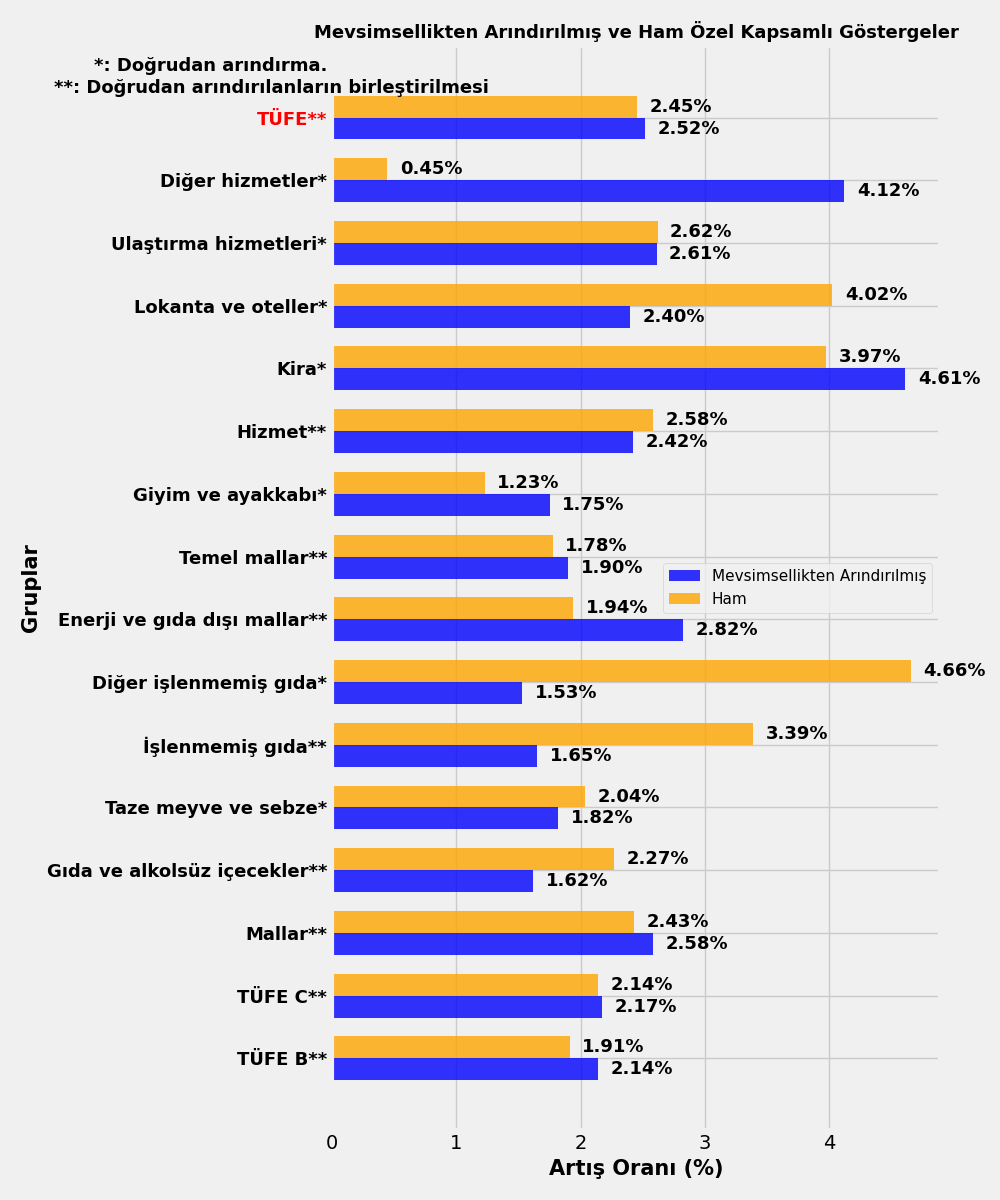 Mevsimsellikten Arındırılmış ve Ham Özel Kapsamlı Göstergeler
*: Doğrudan arındırma.
**: Doğrudan arındırılanların birleştirilmesi
TÜFE**
2.45%
2.52%
Diğer hizmetler*
0.45%
4.12%
Ulaştırma hizmetleri*
2.62%
2.61%
Lokanta ve oteller*
4.02%
2.40%
Kira*
3.97%
4.61%
Hizmet**
2.58%
2.42%
Giyim ve ayakkabı*
1.23%
1.75%
Temel mallar**
1.78%
1.90%
Mevsimsellikten Arındırılmış
Ham
Enerji ve gıda dışı mallar**
1.94%
2.82%
Diğer işlenmemiş gıda*
4.66%
1.53%
İşlenmemiş gıda**
3.39%
1.65%
Taze meyve ve sebze*
2.04%
1.82%
Gıda ve alkolsüz içecekler**
2.27%
1.62%
Mallar**
2.43%
2.58%
TÜFE C**
2.14%
2.17%
TÜFE B**
1.91%
2.14%
Gruplar
0 1 2 3 4
Artış Oranı (%)